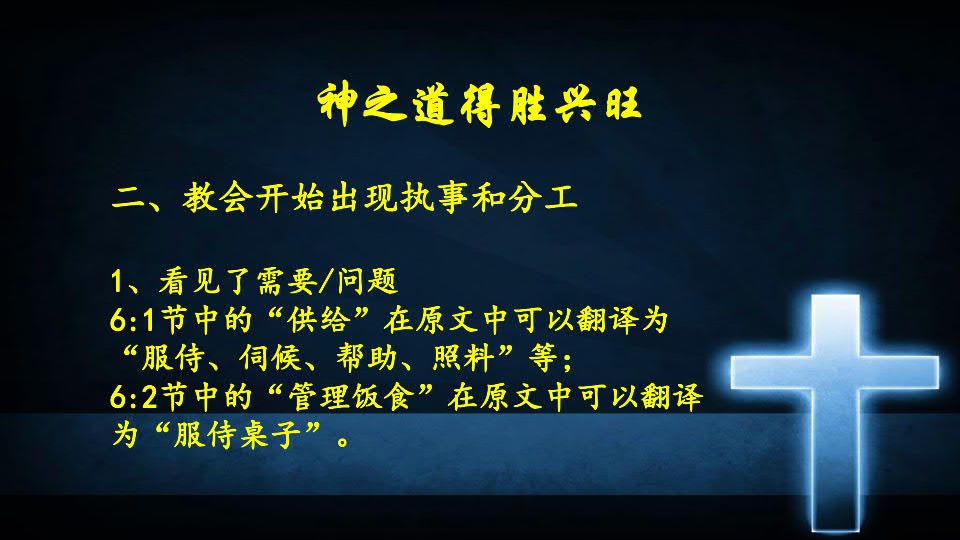 神之道得胜兴旺
二、教会开始出现执事和分工
1、看见了需要/问题
6:1节中的“供给”在原文中可以翻译为
“服侍、伺候、帮助、照料”等；
6:2节中的“管理饭食”在原文中可以翻译
为“服侍桌子”。